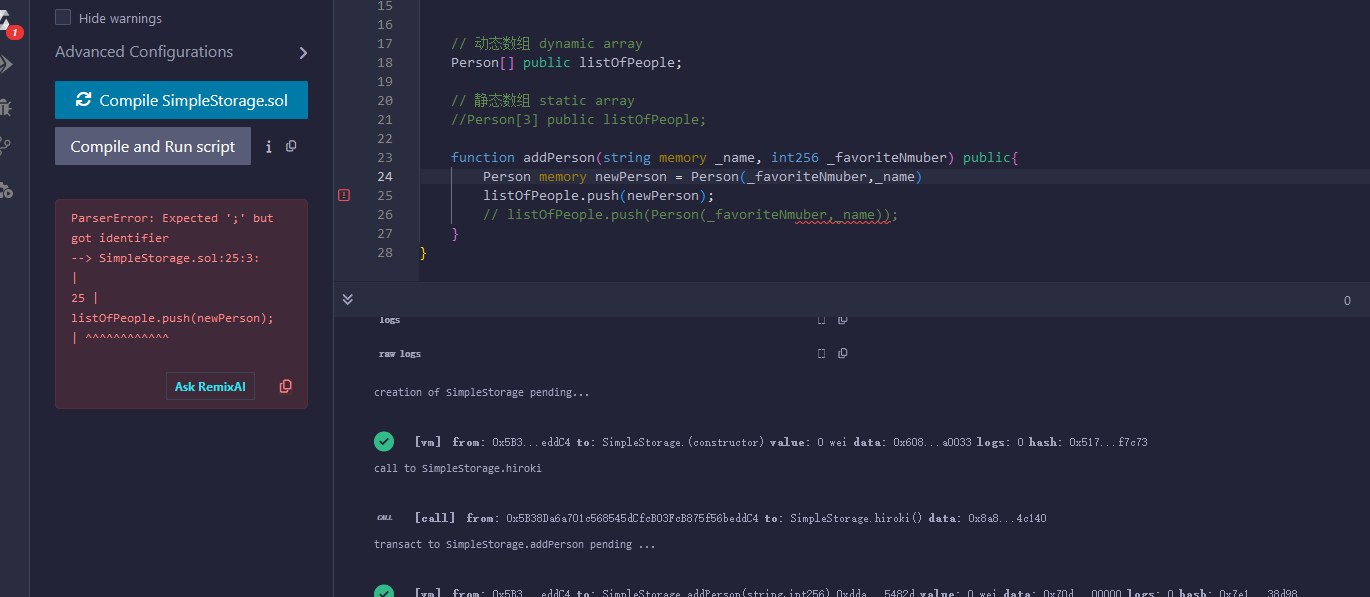 1
Hide warnings
Advanced Configurations
Compile SimpleStorage.sol
Compile and Run script
ParserError: Expected ';' but
got identifier
--> SimpleStorage.sol:25:3:
|
25 |
listOfPeople.push(newPerson);
| ^^^^^^^^^^^^
Ask RemixAI
15
16
17 // 动态数组 dynamic array
18 Person[] public listOfPeople;
19
20 // 静态数组 static array
21 //Person[3] public listOfPeople;
22
23 function addPerson(string memory _name, int256 _favoriteNmuber) public{
24 Person memory newPerson = Person(_favoriteNmuber,_name)
25 listOfPeople.push(newPerson);
26 // listOfPeople.push(Person(_favoriteNmuber,_name));
27 }
28 }
0
logs []
raw logs []
creation of SimpleStorage pending...
[vm] from: 0x5B3...eddC4 to: SimpleStorage.(constructor) value: 0 wei data: 0x608...a0033 logs: 0 hash: 0x517...f7c73
call to SimpleStorage.hiroki
CALL [call] from: 0x5B38Da6a701c568545dCfcB03FcB875f56beddC4 to: SimpleStorage.hiroki() data: 0x8a8...4c140
transact to SimpleStorage.addPerson pending ...
[vm] from: 0x5B3...eddC4 to: SimpleStorage.addPerson(string,int256) 0xdda...5482d value: 0 wei data: 0x70d...00000 logs: 0 hash: 0x7e1...38d98